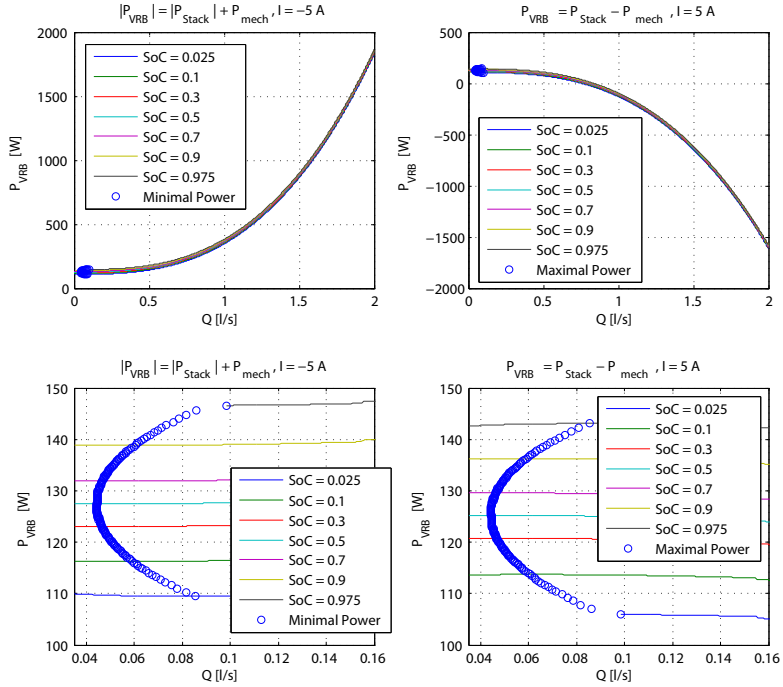 |P_VRB| = |P_Stack| + P_mech, I = −5 A
2000
1500
1000
500
0
P_VRB [W]
SoC = 0.025
SoC = 0.1
SoC = 0.3
SoC = 0.5
SoC = 0.7
SoC = 0.9
SoC = 0.975
Minimal Power
0 0.5 1 1.5 2
Q [l/s]
P_VRB = P_Stack − P_mech, I = 5 A
500
0
−500
−1000
−1500
−2000
P_VRB [W]
SoC = 0.025
SoC = 0.1
SoC = 0.3
SoC = 0.5
SoC = 0.7
SoC = 0.9
SoC = 0.975
Maximal Power
0 0.5 1 1.5 2
Q [l/s]
|P_VRB| = |P_Stack| + P_mech, I = −5 A
150
140
130
120
110
100
P_VRB [W]
SoC = 0.025
SoC = 0.1
SoC = 0.3
SoC = 0.5
SoC = 0.7
SoC = 0.9
SoC = 0.975
Minimal Power
0.04 0.06 0.08 0.1 0.12 0.14 0.16
Q [l/s]
P_VRB = P_Stack − P_mech, I = 5 A
150
140
130
120
110
100
P_VRB [W]
SoC = 0.025
SoC = 0.1
SoC = 0.3
SoC = 0.5
SoC = 0.7
SoC = 0.9
SoC = 0.975
Maximal Power
0.04 0.06 0.08 0.1 0.12 0.14 0.16
Q [l/s]